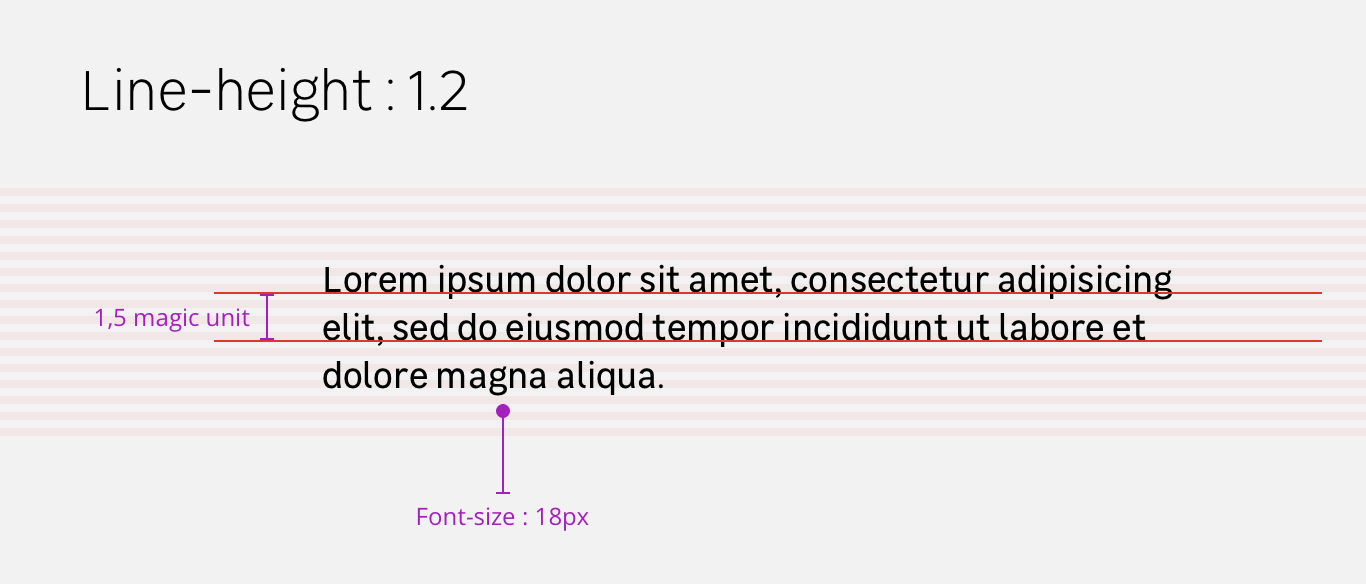 Line-height : 1.2
Lorem ipsum dolor sit amet, consectetur adipisicing
1,5 magic unit
elit, sed do eiusmod tempor incididunt ut labore et
dolore magna aliqua.
Font-size : 18px